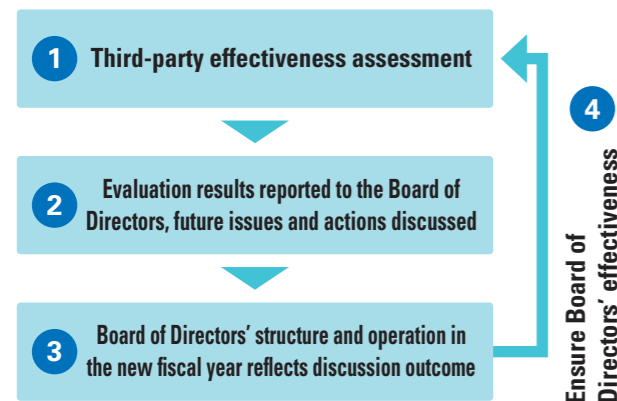 1 Third-party effectiveness assessment
2
Evaluation results reported to the Board of
Directors, future issues and actions discussed
3
Board of Directors' structure and operation in
the new fiscal year reflects discussion outcome
4
Ensure Board of
Directors' effectiveness